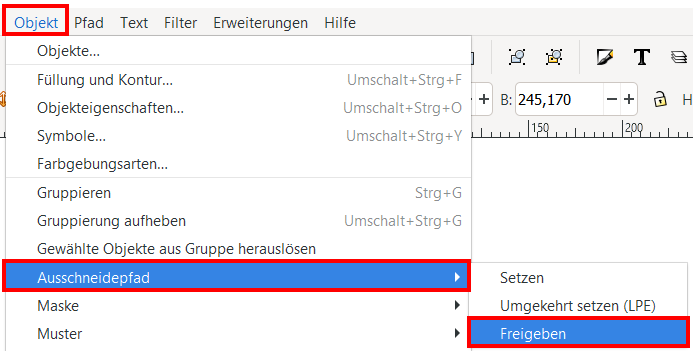 Objekt Pfad Text Filter Erweiterungen Hilfe
Objekte...
Füllung und Kontur... Umschalt+Strg+F
Objekteigenschaften... Umschalt+Strg+O
B: 245,170 H
Symbole... Umschalt+Strg+Y
150 200
Farbgebungsarten...
Gruppieren Strg+G
Gruppierung aufheben Umschalt+Strg+G
Gewählte Objekte aus Gruppe herauslösen
Ausschneidepfad
Setzen
Maske
Umgekehrt setzen (LPE)
Muster
Freigeben